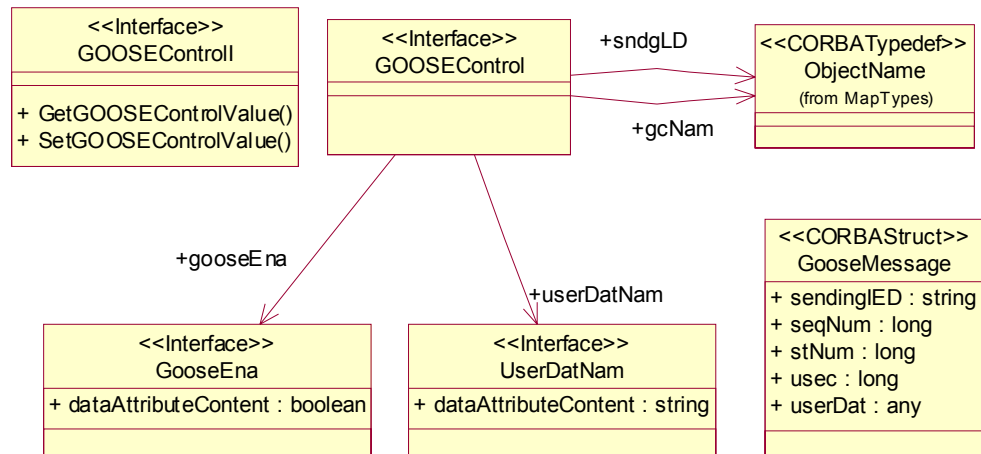 <<Interface>>
GOOSEControlI
+ GetGOOSEControlValue()
+ SetGOOSEControlValue()
<<Interface>>
GOOSEControl
+sndgLD
+gcNam
<<CORBATypedef>>
ObjectName
(from MapTypes)
+gooseEna
+userDatNam
<<Interface>>
GooseEna
+ dataAttributeContent : boolean
<<Interface>>
UserDatNam
+ dataAttributeContent : string
<<CORBAStruct>>
GooseMessage
+ sendingIED : string
+ seqNum : long
+ stNum : long
+ usec : long
+ userDat : any